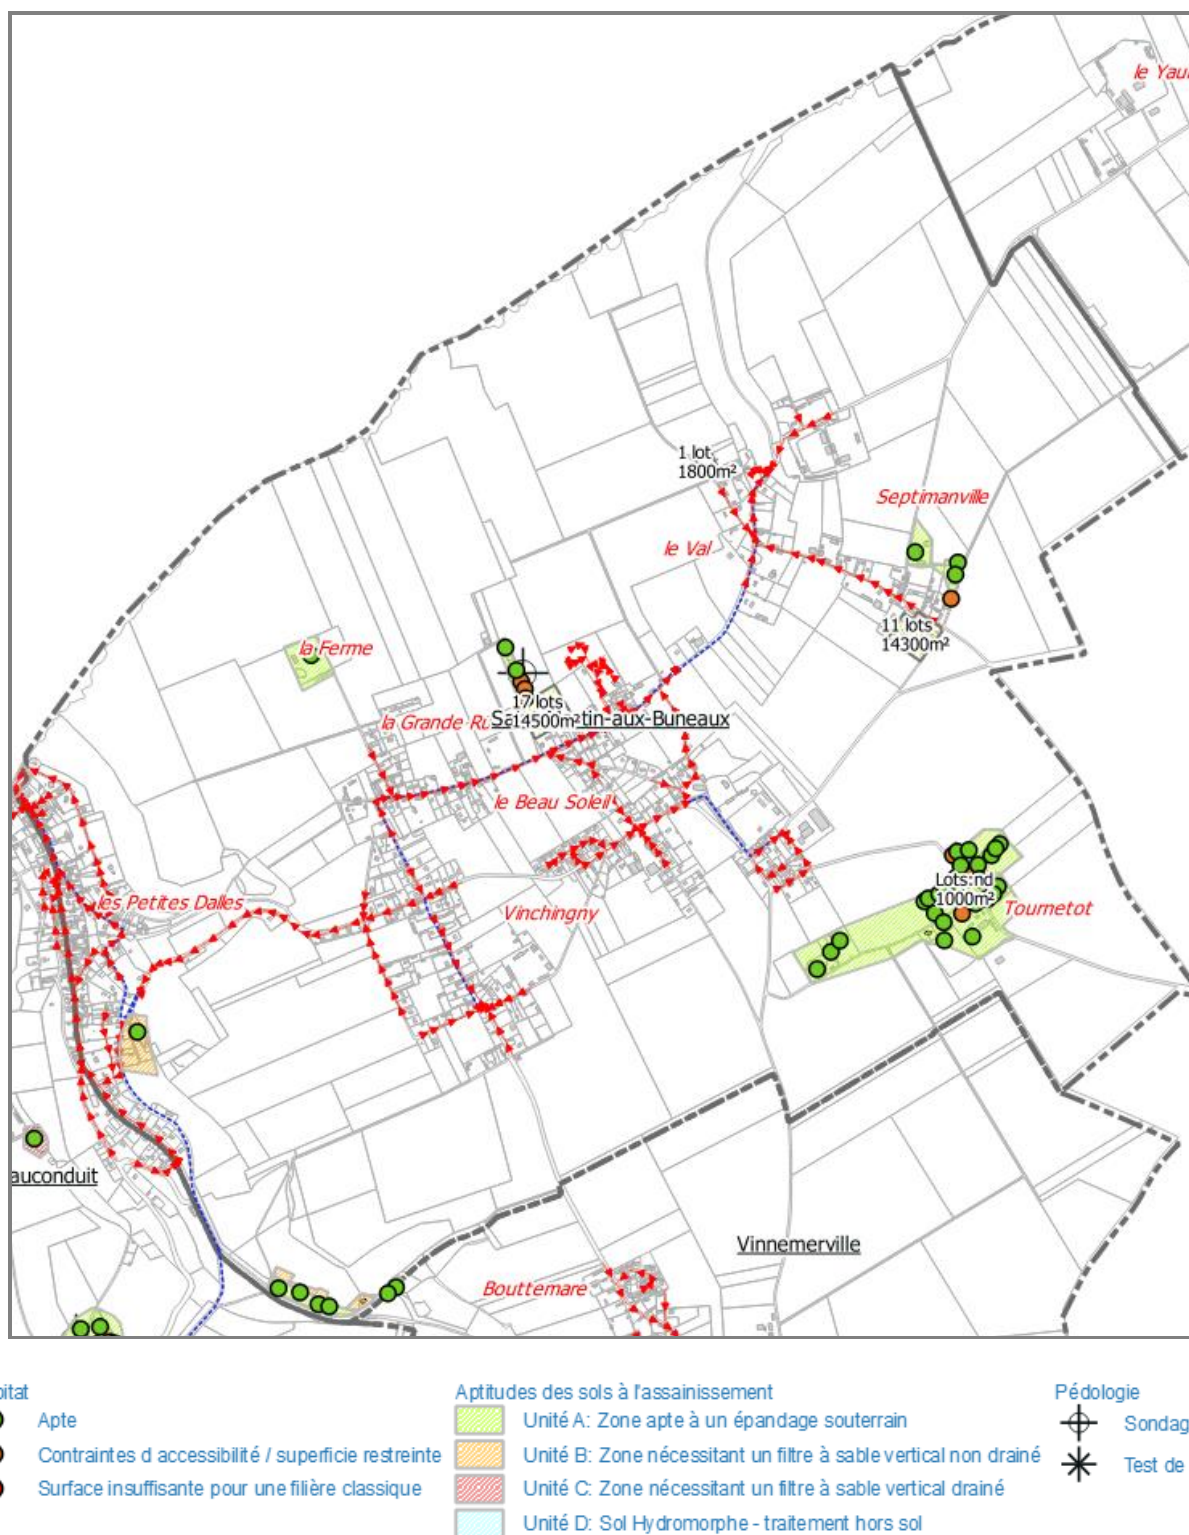 le Yau
1 lot
1800m²
Septimanville
le Val
11 lots
14300m²
la Ferme
17 lots
14500m²
la Grande Ru
Sa tin-aux-Buneaux
le Beau Soleil
les Petites Dalles
Vinchingny
Lots:nd
1000m²
Tournetot
auconduit
Vinnemerville
Bouttemare
bitat
Apte
Contraintes d accessibilité / superficie restreinte
Surface insuffisante pour une filière classique
Aptitudes des sols à l'assainissement
Unité A: Zone apte à un épandage souterrain
Unité B: Zone nécessitant un filtre à sable vertical non drainé
Unité C: Zone nécessitant un filtre à sable vertical drainé
Unité D: Sol Hydromorphe - traitement hors sol
Pédologie
Sondag
Test de